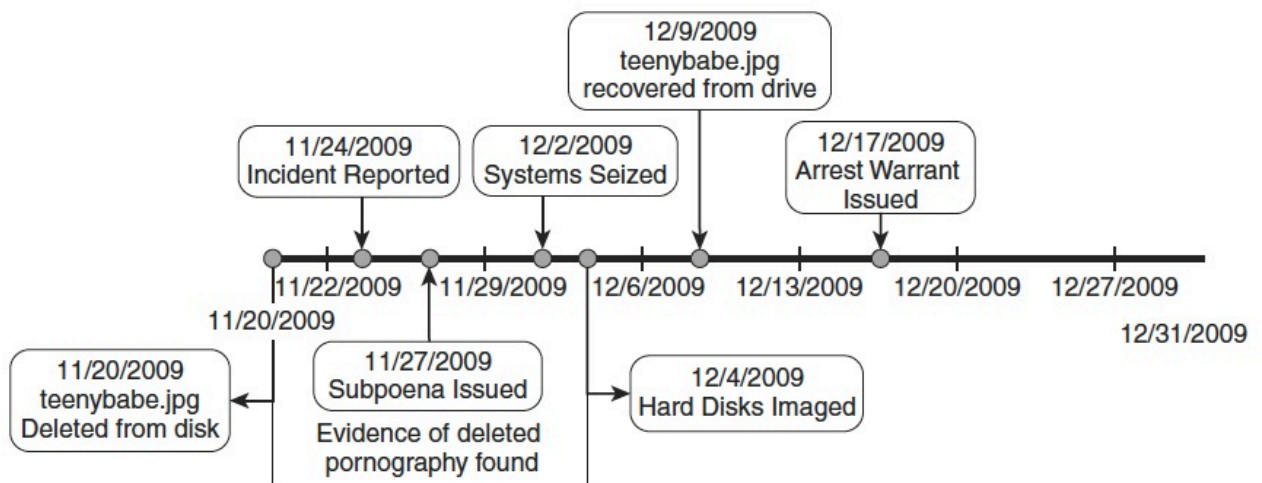 12/9/2009
teenybabe.jpg
recovered from drive
11/24/2009
Incident Reported
12/2/2009
Systems Seized
12/17/2009
Arrest Warrant
Issued
11/22/2009
11/29/2009
12/6/2009
12/13/2009
12/20/2009
12/27/2009
11/20/2009
12/31/2009
11/20/2009
teenybabe.jpg
Deleted from disk
11/27/2009
Subpoena Issued
12/4/2009
Hard Disks Imaged
Evidence of deleted
pornography found